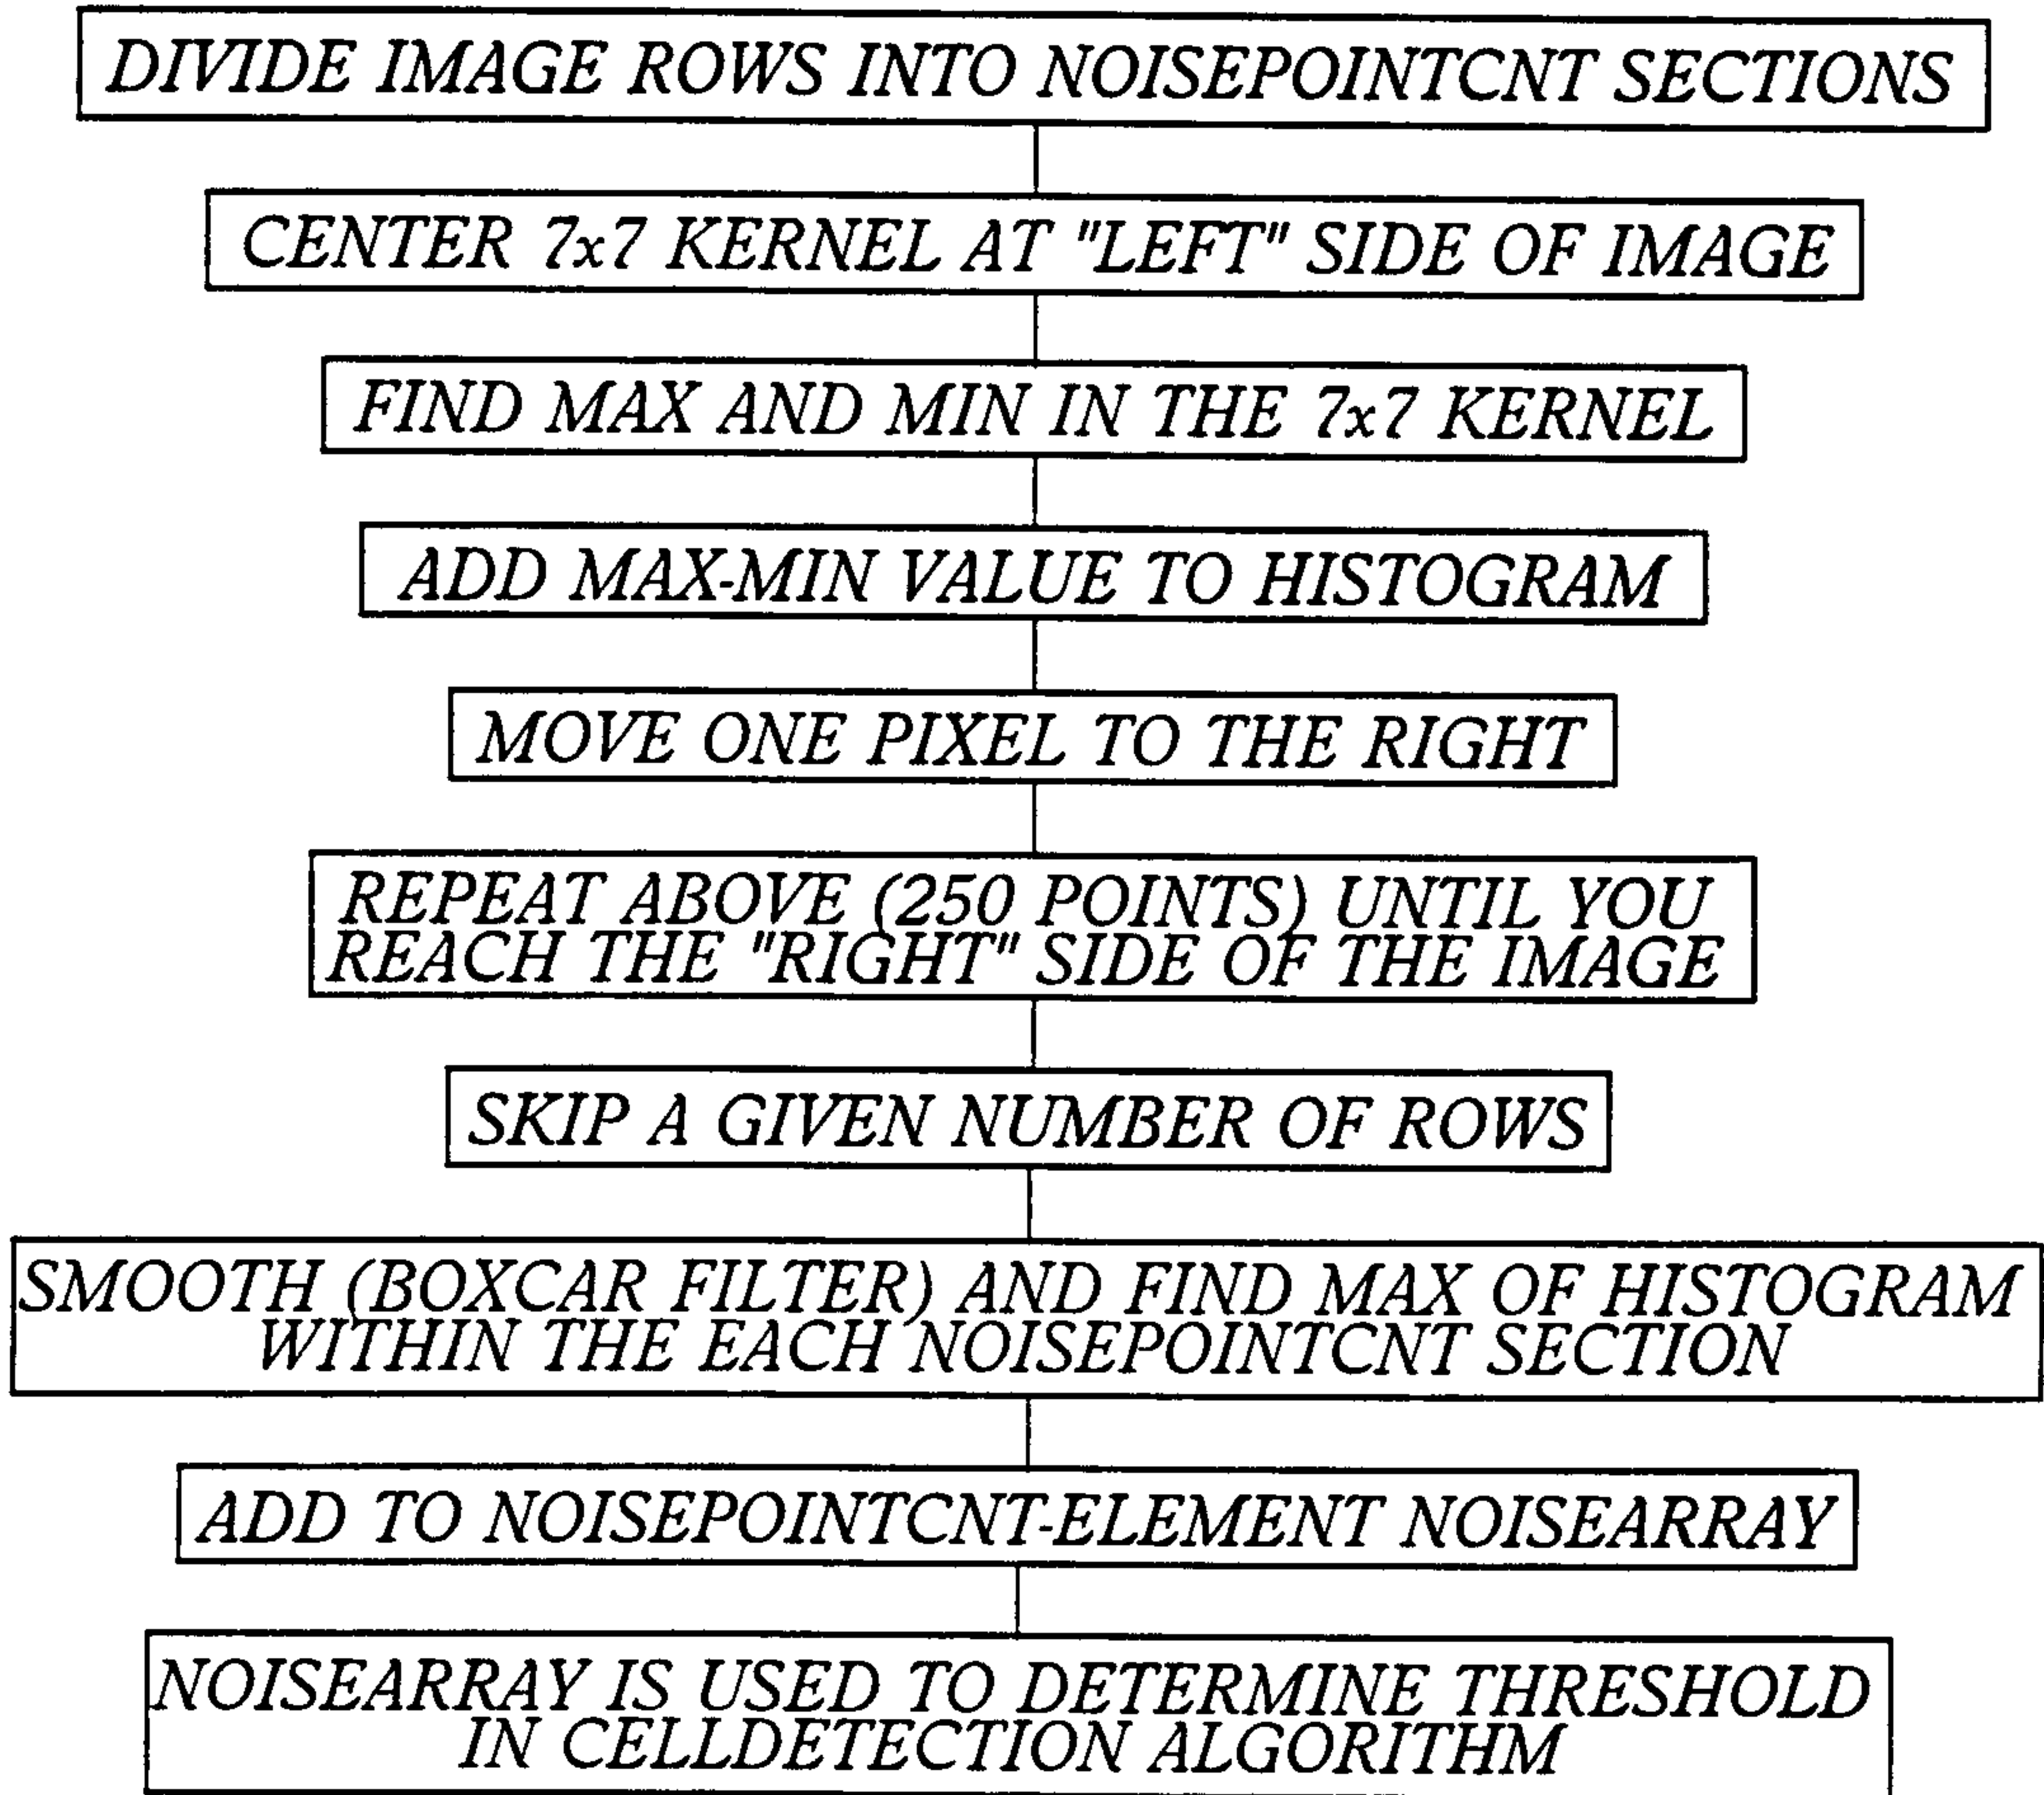 DIVIDE IMAGE ROWS INTO NOISEPOINTCNT SECTIONS
CENTER 7x7 KERNEL AT "LEFT" SIDE OF IMAGE
FIND MAX AND MIN IN THE 7x7 KERNEL
ADD MAX-MIN VALUE TO HISTOGRAM
MOVE ONE PIXEL TO THE RIGHT
REPEAT ABOVE (250 POINTS) UNTIL YOU
REACH THE "RIGHT" SIDE OF THE IMAGE
SKIP A GIVEN NUMBER OF ROWS
SMOOTH (BOXCAR FILTER) AND FIND MAX OF HISTOGRAM
WITHIN THE EACH NOISEPOINTCNT SECTION
ADD TO NOISEPOINTCNT-ELEMENT NOISEARRAY
NOISEARRAY IS USED TO DETERMINE THRESHOLD
IN CELLDETECTION ALGORITHM